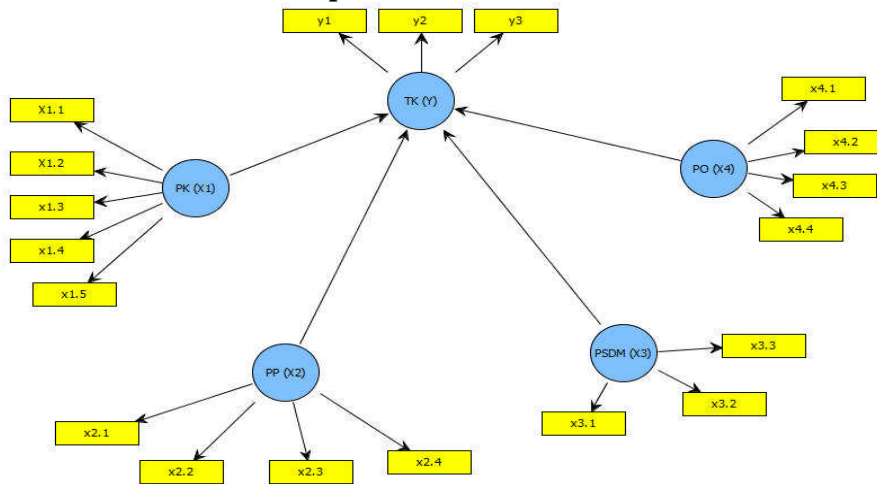 y1
y2
y3
TK (Y)
X1.1
X1.2
x1.3
x1.4
x1.5
PK (X1)
x4.1
x4.2
x4.3
x4.4
PO (X4)
PP (X2)
x2.1
x2.2
x2.3
x2.4
PSDM (X3)
x3.3
x3.2
x3.1